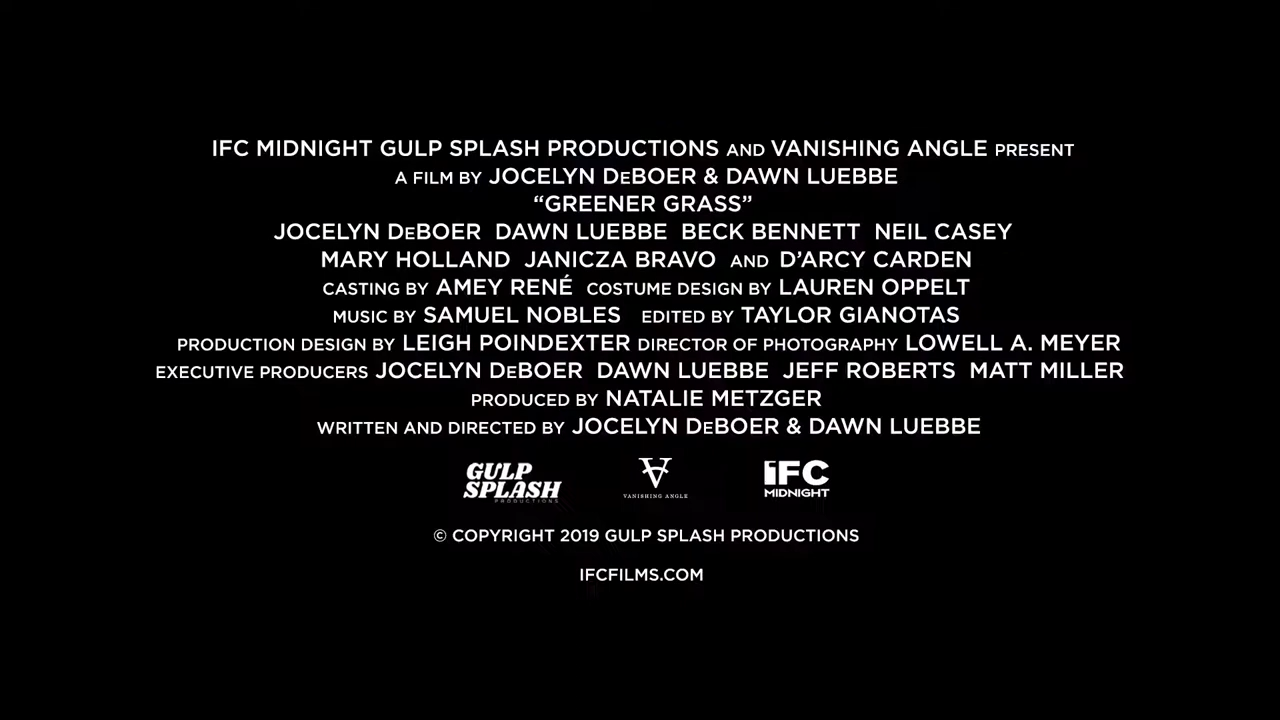 IFC MIDNIGHT GULP SPLASH PRODUCTIONS AND VANISHING ANGLE PRESENT
A FILM BY JOCELYN DeBOER & DAWN LUEBBE
“GREENER GRASS”
JOCELYN DeBOER DAWN LUEBBE BECK BENNETT NEIL CASEY
MARY HOLLAND JANICZA BRAVO AND D’ARCY CARDEN
CASTING BY AMEY RENÉ COSTUME DESIGN BY LAUREN OPPELT
MUSIC BY SAMUEL NOBLES EDITED BY TAYLOR GIANOTAS
PRODUCTION DESIGN BY LEIGH POINDEXTER DIRECTOR OF PHOTOGRAPHY LOWELL A. MEYER
EXECUTIVE PRODUCERS JOCELYN DeBOER DAWN LUEBBE JEFF ROBERTS MATT MILLER
PRODUCED BY NATALIE METZGER
WRITTEN AND DIRECTED BY JOCELYN DeBOER & DAWN LUEBBE
GULP
SPLASH
PRODUCTIONS
VANISHING ANGLE
IFC
MIDNIGHT
© COPYRIGHT 2019 GULP SPLASH PRODUCTIONS
IFCFILMS.COM